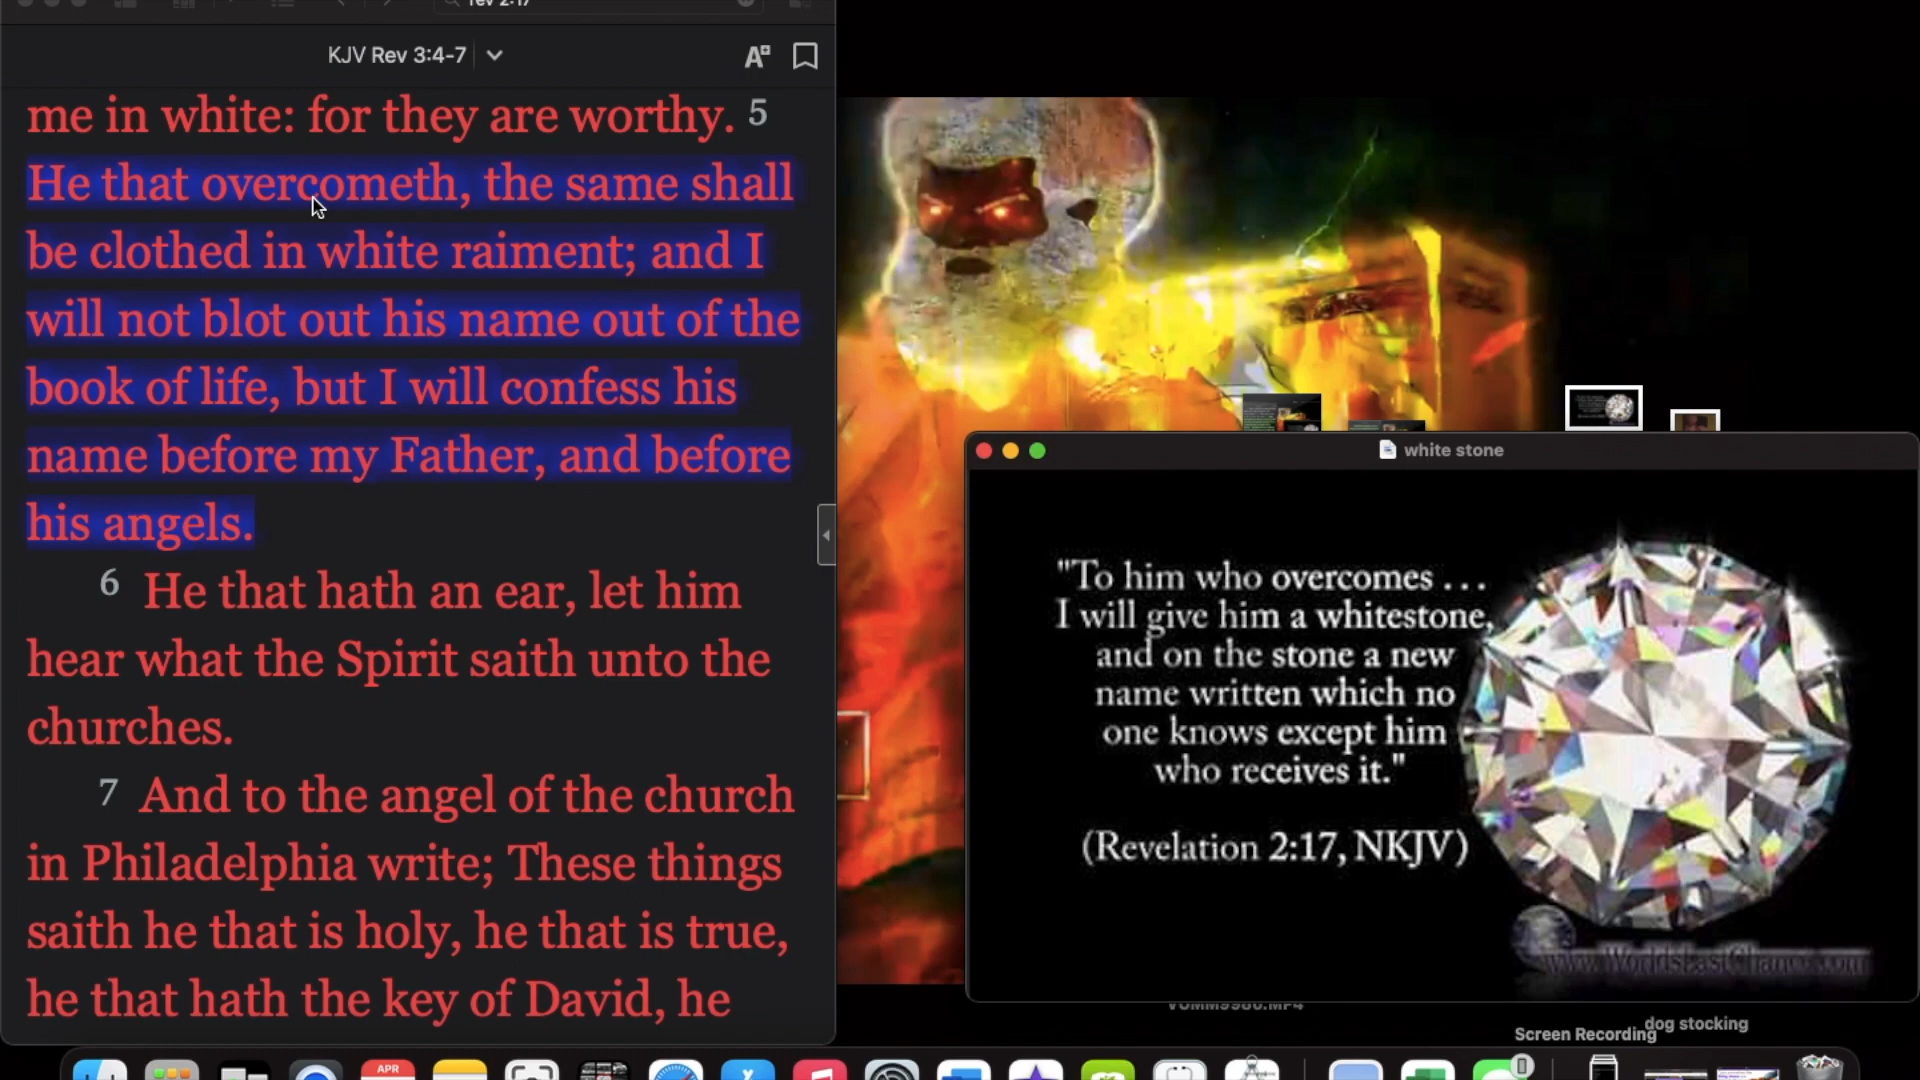 rev 2:17
KJV Rev 3:4-7
A
me in white: for they are worthy. 5
He that overcometh, the same shall
be clothed in white raiment; and I
will not blot out his name out of the
book of life, but I will confess his
name before my Father, and before
his angels.
6 He that hath an ear, let him
hear what the Spirit saith unto the
churches.
7 And to the angel of the church
in Philadelphia write; These things
saith he that is holy, he that is true,
he that hath the key of David, he
white stone
"To him who overcomes . . .
I will give him a whitestone,
and on the stone a new
name written which no
one knows except him
who receives it."
(Revelation 2:17, NKJV)
www.WorldsLastChance.com
Screen Recording
dog stocking
APR